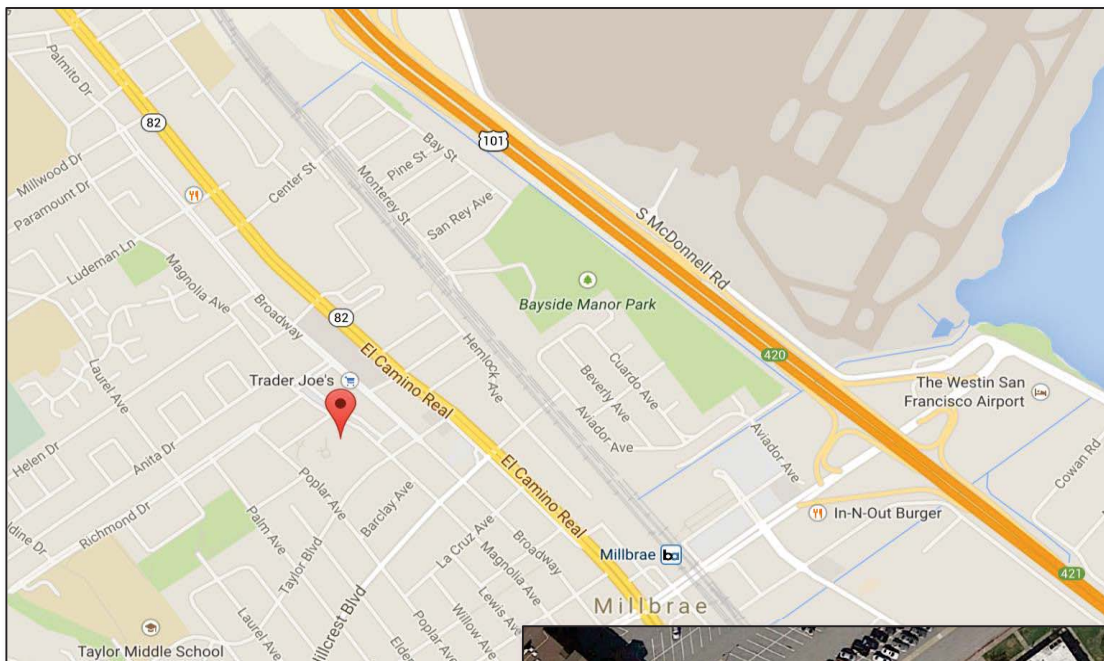 Palmito Dr
82
Millwood Dr
Paramount Dr
Ludeman Ln
Magnolia Ave
Broadway
Center St
Monterey St
Pine St
Bay St
San Rey Ave
101
S McDonnell Rd
Bayside Manor Park
82
El Camino Real
Hemlock Ave
Trader Joe's
420
Cuardo Ave
Beverly Ave
Aviador Ave
Aviador Ave
The Westin San
Francisco Airport
Cowan Rd
Laurel Ave
Helen Dr
Anita Dr
Richmond Dr
dine Dr
Poplar Ave
Palm Ave
Barclay Ave
Taylor Blvd
Hillcrest Blvd
El Camino Real
La Cruz Ave
Broadway
Magnolia Ave
Lewis Ave
Willow Ave
Poplar Ave
Laurel Ave
Elder
In-N-Out Burger
Millbrae ba
421
Millbrae
Taylor Middle School